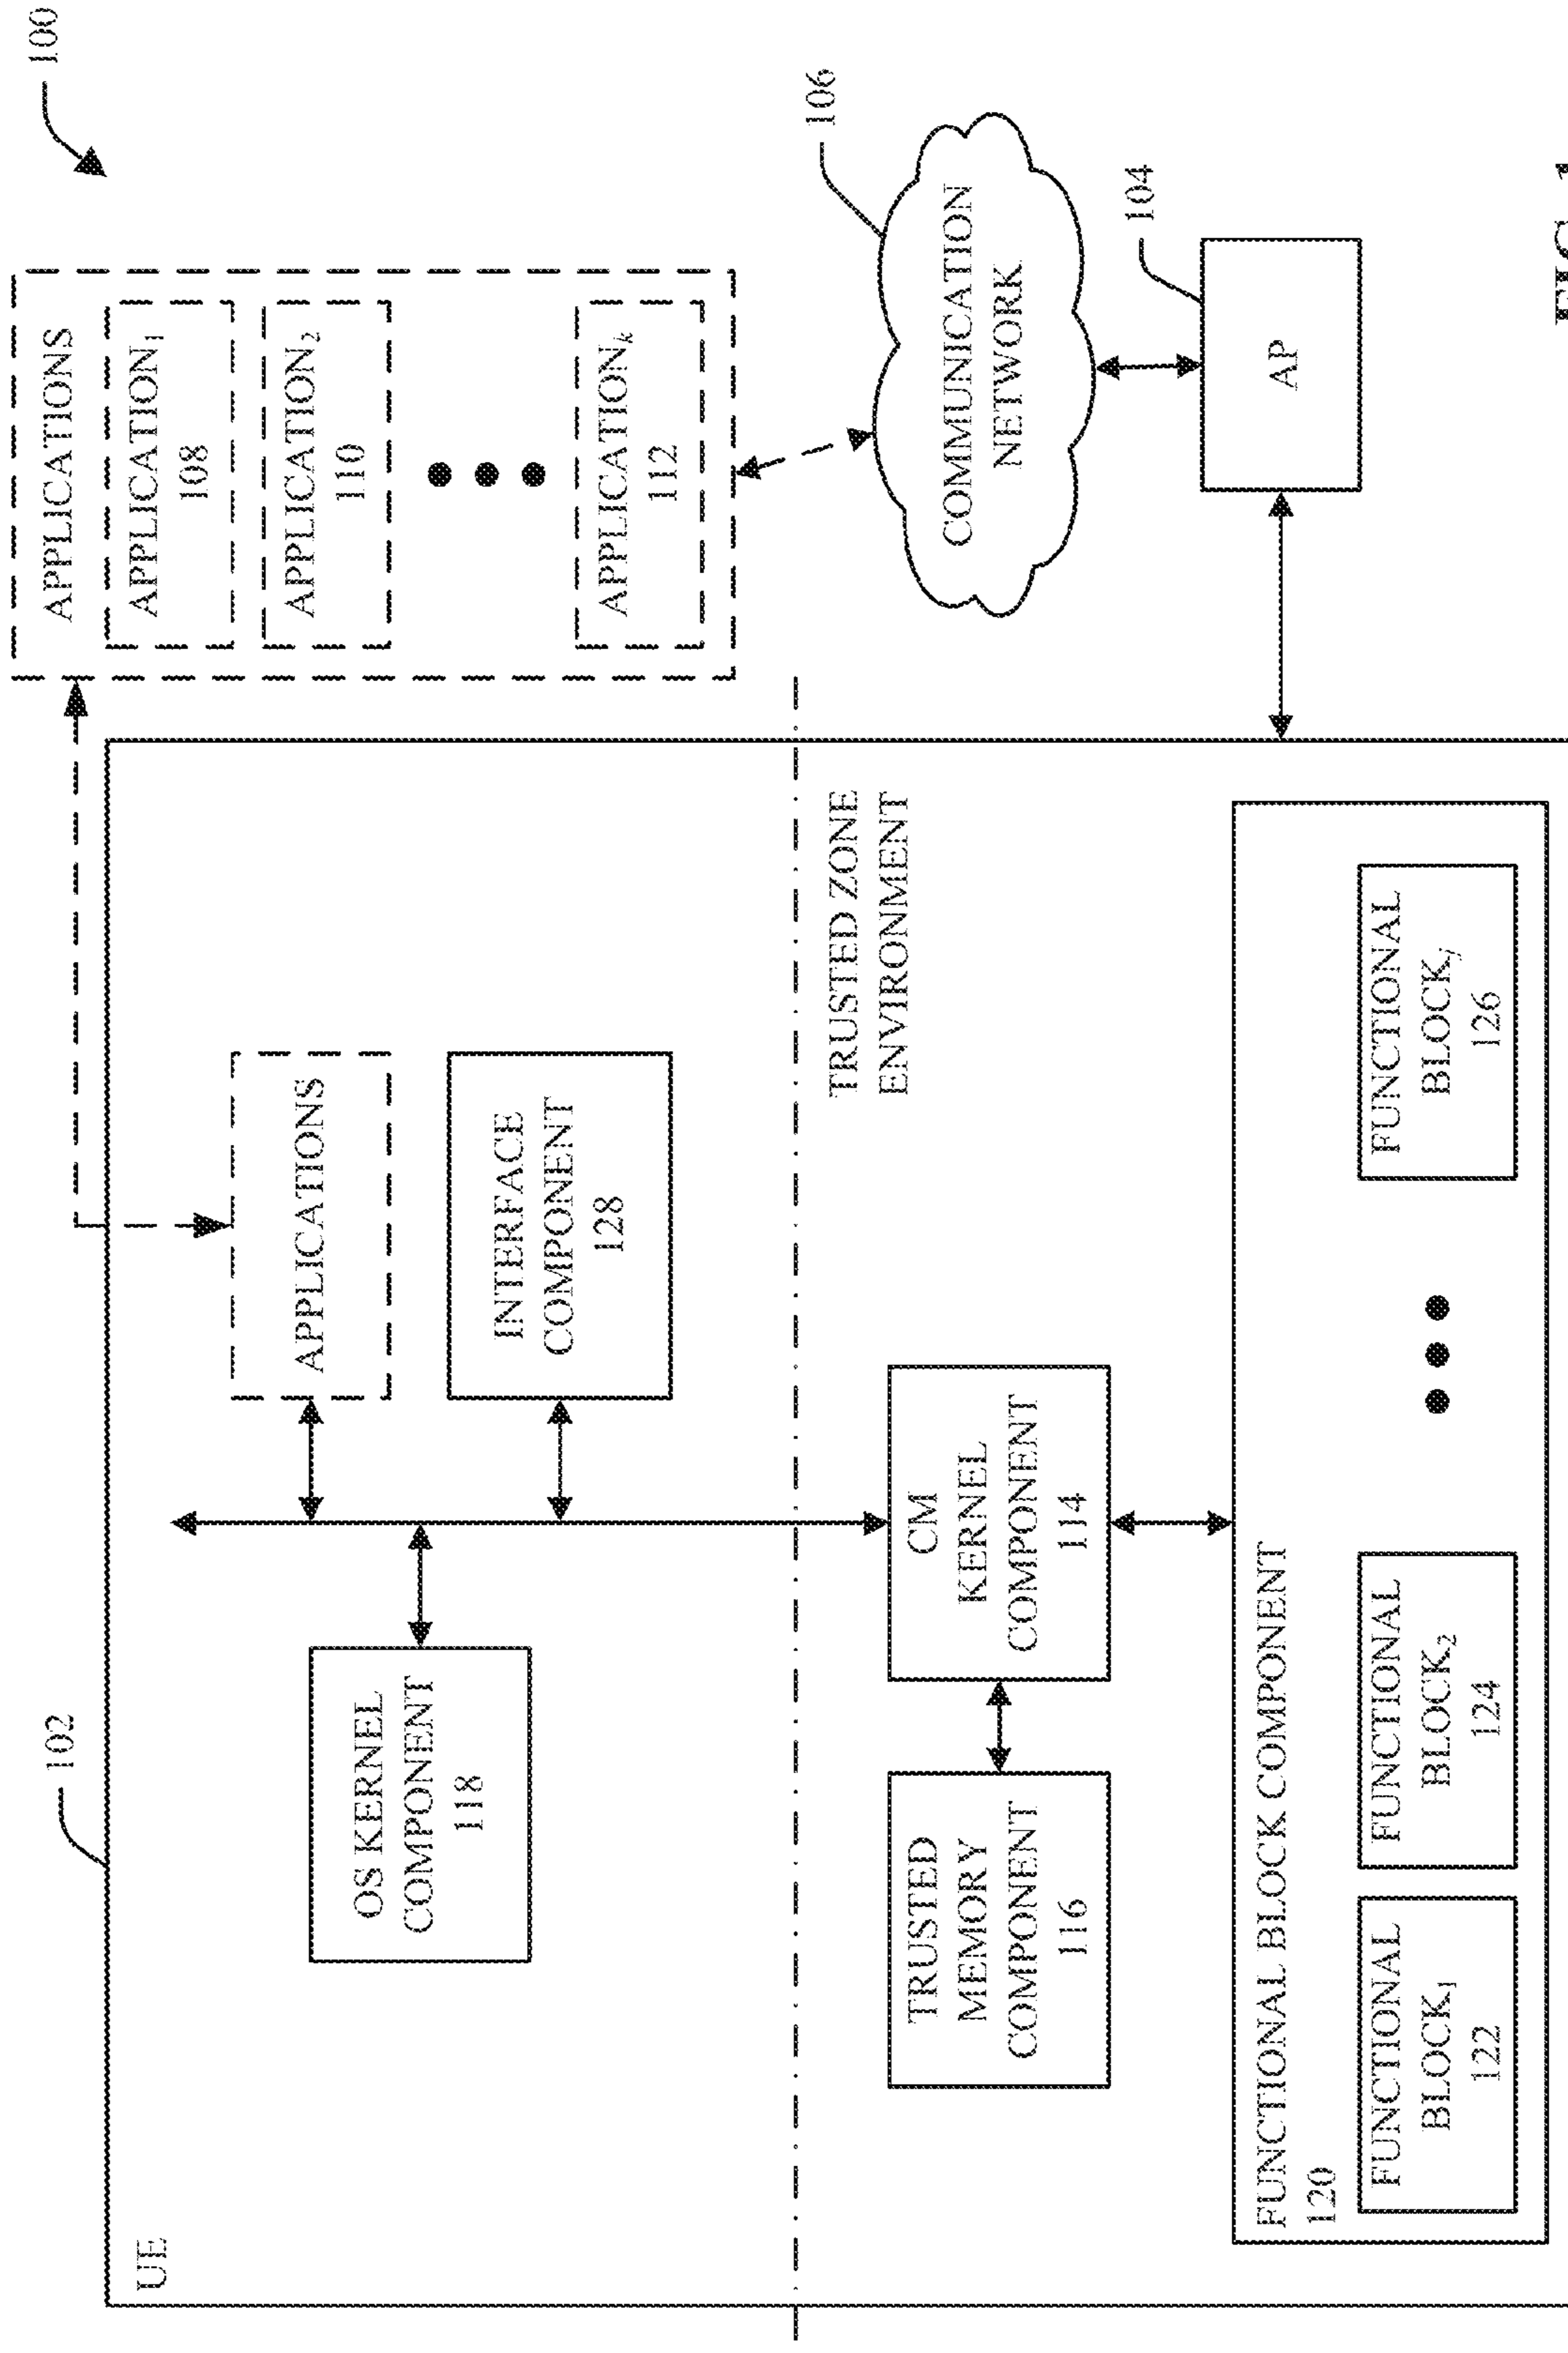 100
102
UE
OS KERNEL
COMPONENT
118
APPLICATIONS
INTERFACE
COMPONENT
128
APPLICATIONS
APPLICATION1
108
APPLICATION2
110
APPLICATIONk
112
TRUSTED ZONE
ENVIRONMENT
106
COMMUNICATION
NETWORK
104
AP
TRUSTED
MEMORY
COMPONENT
116
CM
KERNEL
COMPONENT
114
FUNCTIONAL BLOCK COMPONENT
120
FUNCTIONAL
BLOCK1
122
FUNCTIONAL
BLOCK2
124
FUNCTIONAL
BLOCKj
126